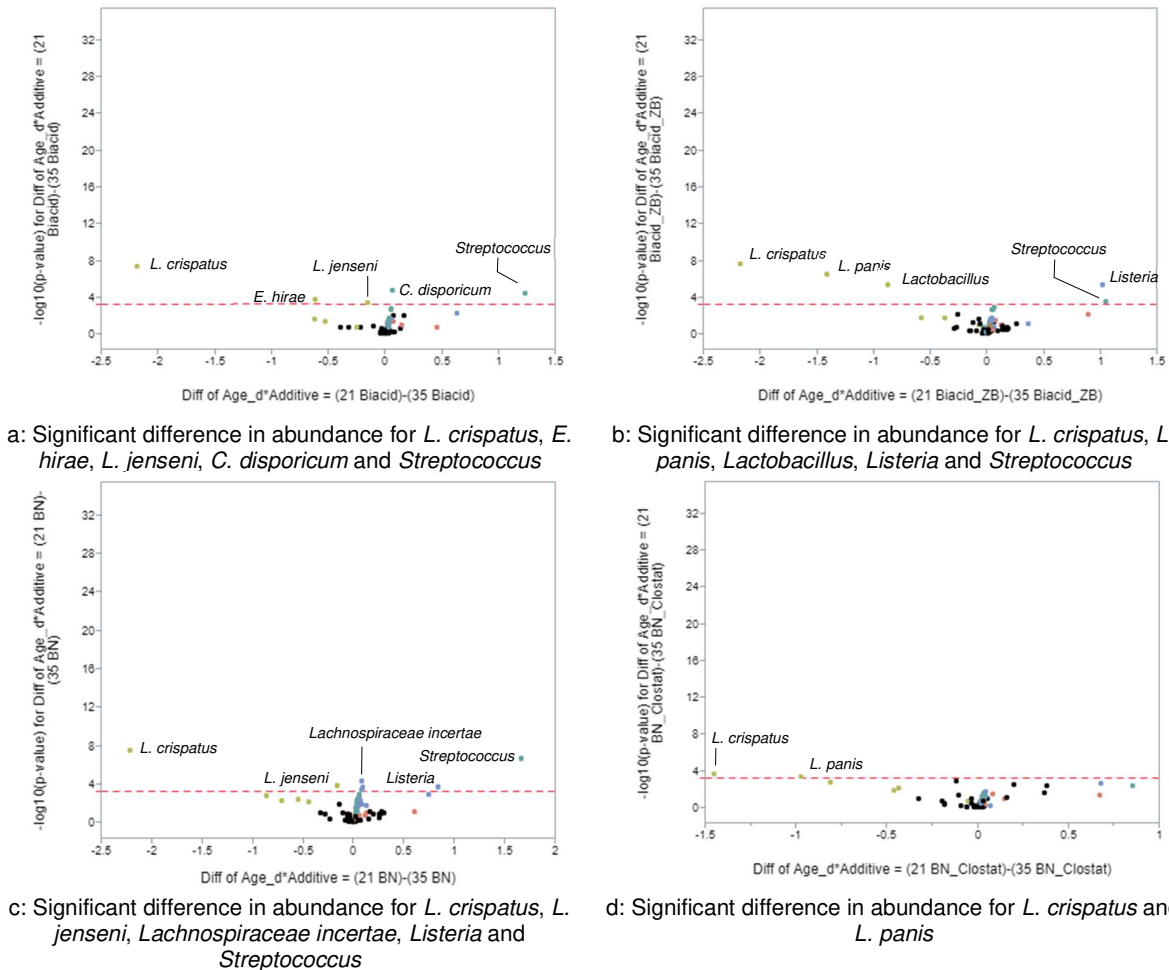 -log10(p-value) for Diff of Age_d*Additive = (21
Biacid)-(35 Biacid)
32
28
24
20
16
12
8
4
0
L. crispatus
E. hirae
L. jenseni
C. disporicum
Streptococcus
-2.5
-2
-1.5
-1
-0.5
0
0.5
1
1.5
Diff of Age_d*Additive = (21 Biacid)-(35 Biacid)
a: Significant difference in abundance for L. crispatus, E.
hirae, L. jenseni, C. disporicum and Streptococcus
-log10(p-value) for Diff of Age_d*Additive = (21
Biacid_ZB)-(35 Biacid_ZB)
32
28
24
20
16
12
8
4
0
L. crispatus
L. panis
Lactobacillus
Streptococcus
Listeria
-2.5
-2
-1.5
-1
-0.5
0
0.5
1
1.5
Diff of Age_d*Additive = (21 Biacid_ZB)-(35 Biacid_ZB)
b: Significant difference in abundance for L. crispatus, L.
panis, Lactobacillus, Listeria and Streptococcus
-log10(p-value) for Diff of Age_d*Additive = (21 BN)-
(35 BN)
32
28
24
20
16
12
8
4
0
L. crispatus
L. jenseni
Lachnospiraceae incertae
Listeria
Streptococcus
-2.5
-2
-1.5
-1
-0.5
0
0.5
1
1.5
2
Diff of Age_d*Additive = (21 BN)-(35 BN)
c: Significant difference in abundance for L. crispatus, L.
jenseni, Lachnospiraceae incertae, Listeria and
Streptococcus
-log10(p-value) for Diff of Age_d*Additive = (21
BN_Clostat)-(35 BN_Clostat)
32
28
24
20
16
12
8
4
0
L. crispatus
L. panis
-1.5
-1
-0.5
0
0.5
1
Diff of Age_d*Additive = (21 BN_Clostat)-(35 BN_Clostat)
d: Significant difference in abundance for L. crispatus an
L. panis